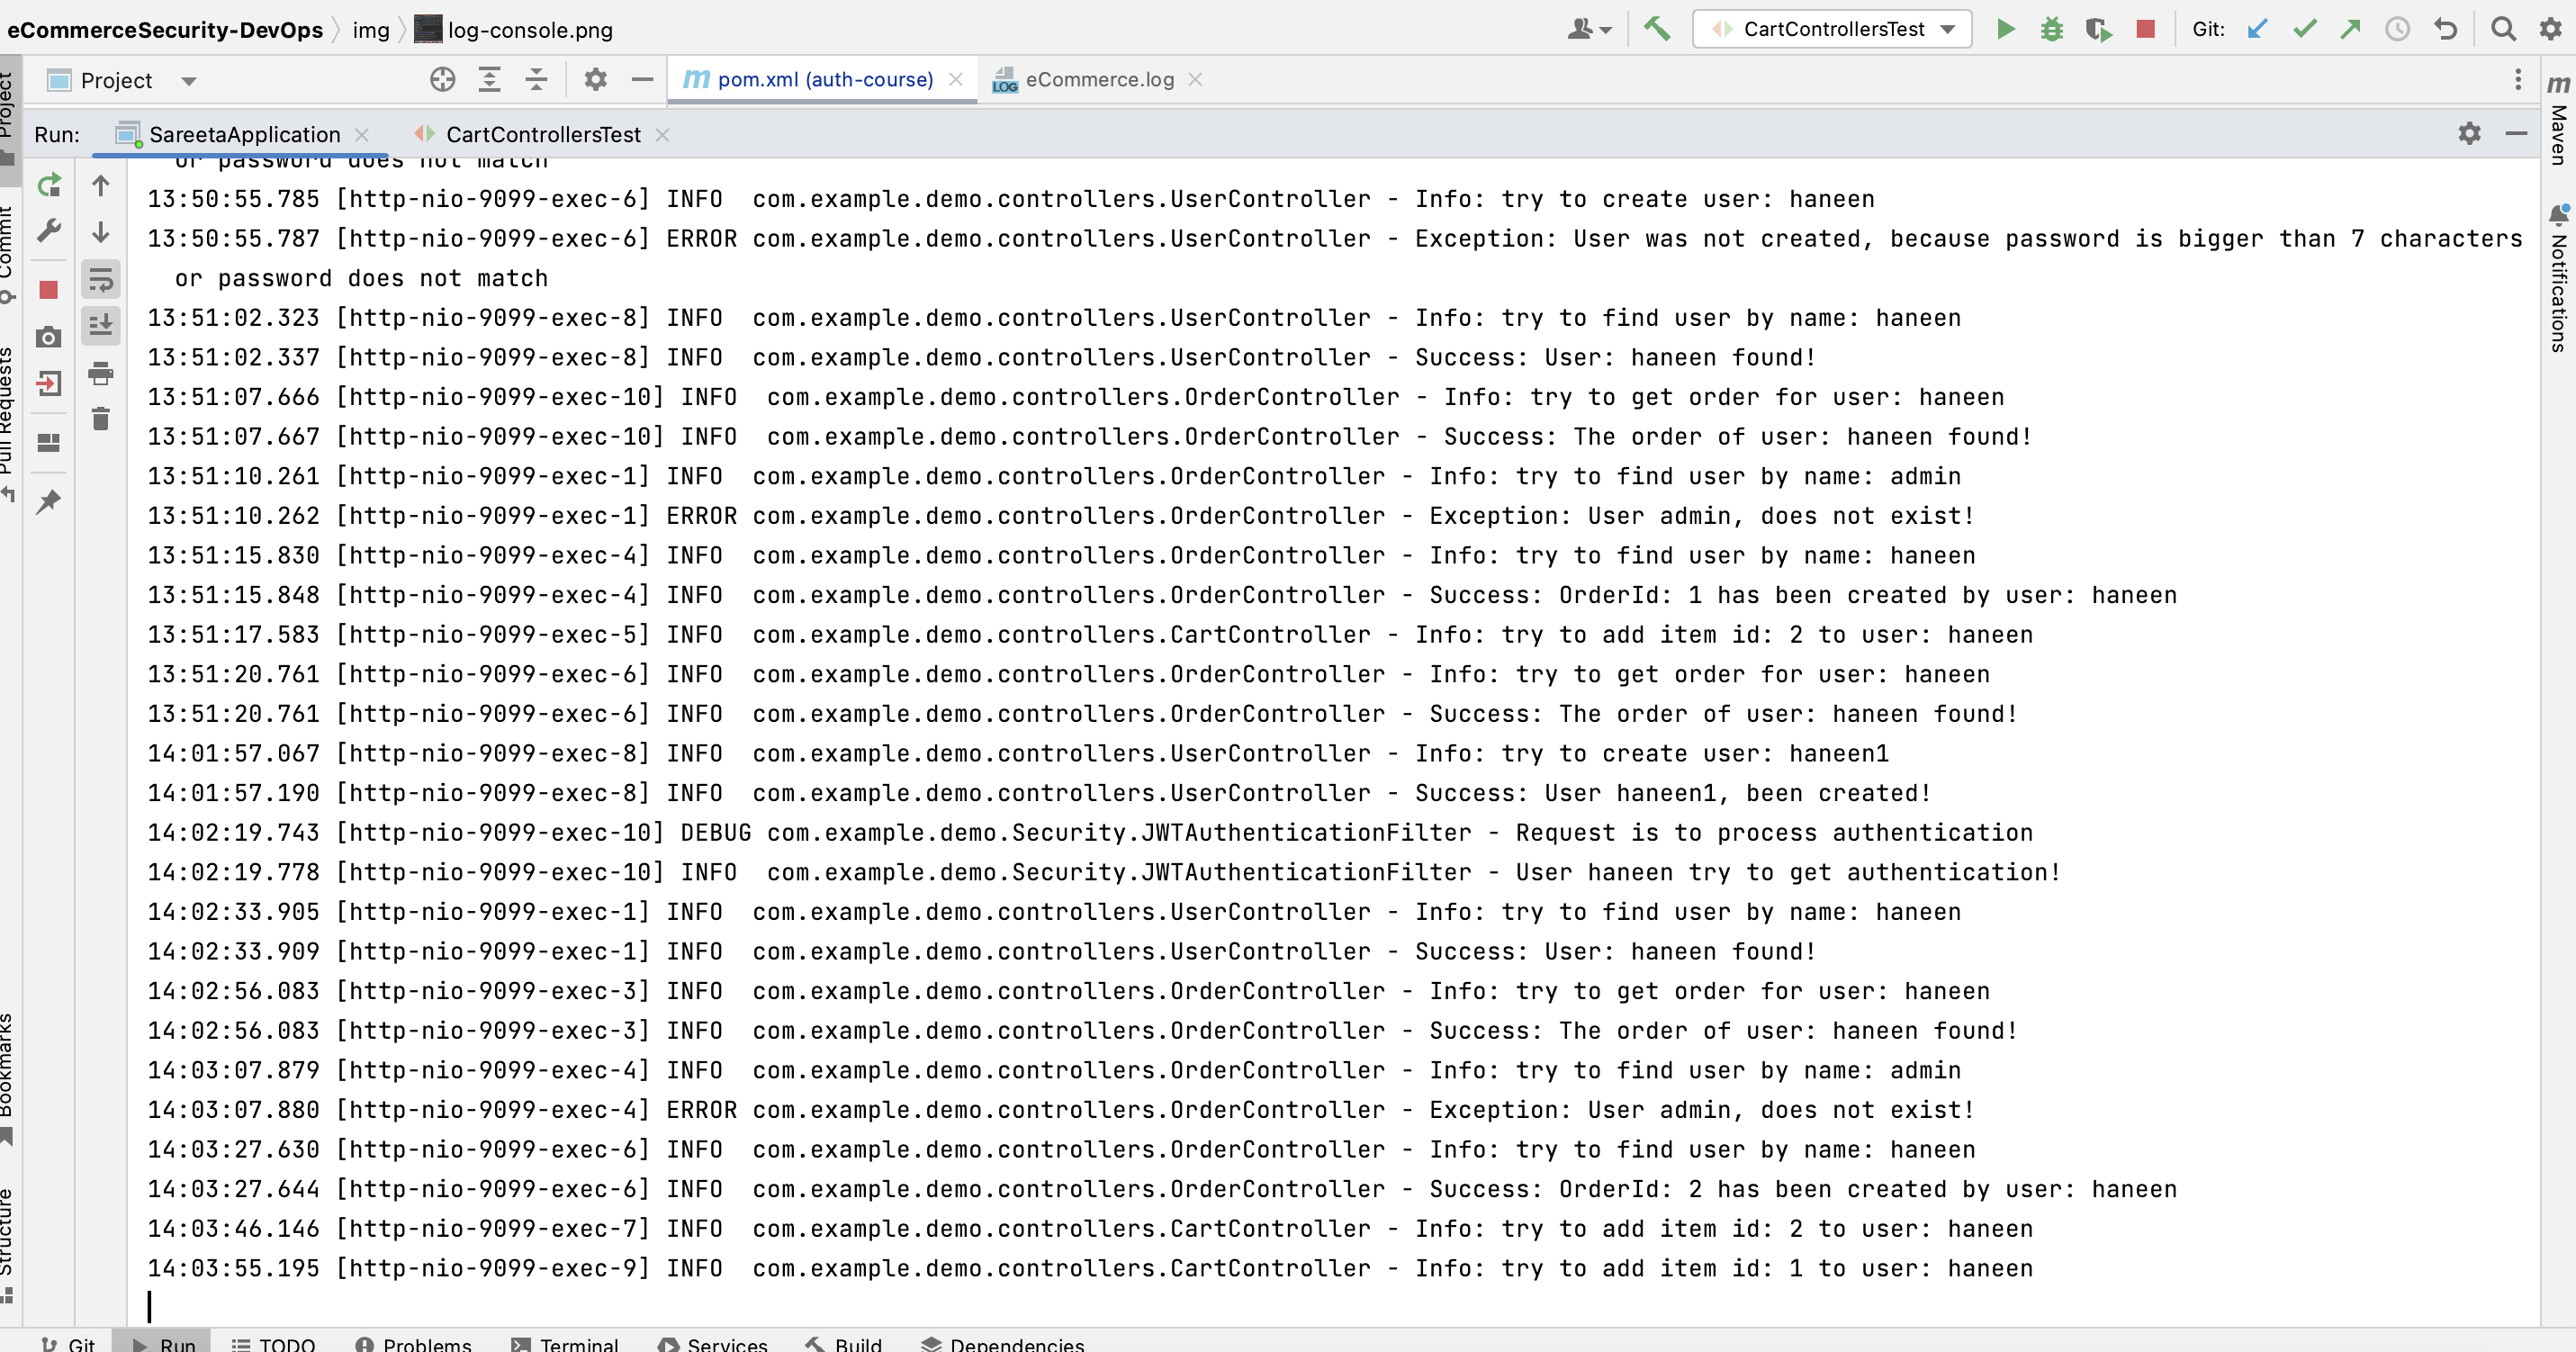 eCommerceSecurity-DevOps img log-console.png CartControllersTest Git:
Project pom.xml (auth-course) eCommerce.log
Run: SareetaApplication CartControllersTest
or password does not match
13:50:55.785 [http-nio-9099-exec-6] INFO  com.example.demo.controllers.UserController - Info: try to create user: haneen
13:50:55.787 [http-nio-9099-exec-6] ERROR com.example.demo.controllers.UserController - Exception: User was not created, because password is bigger than 7 characters
or password does not match
13:51:02.323 [http-nio-9099-exec-8] INFO  com.example.demo.controllers.UserController - Info: try to find user by name: haneen
13:51:02.337 [http-nio-9099-exec-8] INFO  com.example.demo.controllers.UserController - Success: User: haneen found!
13:51:07.666 [http-nio-9099-exec-10] INFO  com.example.demo.controllers.OrderController - Info: try to get order for user: haneen
13:51:07.667 [http-nio-9099-exec-10] INFO  com.example.demo.controllers.OrderController - Success: The order of user: haneen found!
13:51:10.261 [http-nio-9099-exec-1] INFO  com.example.demo.controllers.OrderController - Info: try to find user by name: admin
13:51:10.262 [http-nio-9099-exec-1] ERROR com.example.demo.controllers.OrderController - Exception: User admin, does not exist!
13:51:15.830 [http-nio-9099-exec-4] INFO  com.example.demo.controllers.OrderController - Info: try to find user by name: haneen
13:51:15.848 [http-nio-9099-exec-4] INFO  com.example.demo.controllers.OrderController - Success: OrderId: 1 has been created by user: haneen
13:51:17.583 [http-nio-9099-exec-5] INFO  com.example.demo.controllers.CartController - Info: try to add item id: 2 to user: haneen
13:51:20.761 [http-nio-9099-exec-6] INFO  com.example.demo.controllers.OrderController - Info: try to get order for user: haneen
13:51:20.761 [http-nio-9099-exec-6] INFO  com.example.demo.controllers.OrderController - Success: The order of user: haneen found!
14:01:57.067 [http-nio-9099-exec-8] INFO  com.example.demo.controllers.UserController - Info: try to create user: haneen1
14:01:57.190 [http-nio-9099-exec-8] INFO  com.example.demo.controllers.UserController - Success: User haneen1, been created!
14:02:19.743 [http-nio-9099-exec-10] DEBUG com.example.demo.Security.JWTAuthenticationFilter - Request is to process authentication
14:02:19.778 [http-nio-9099-exec-10] INFO  com.example.demo.Security.JWTAuthenticationFilter - User haneen try to get authentication!
14:02:33.905 [http-nio-9099-exec-1] INFO  com.example.demo.controllers.UserController - Info: try to find user by name: haneen
14:02:33.909 [http-nio-9099-exec-1] INFO  com.example.demo.controllers.UserController - Success: User: haneen found!
14:02:56.083 [http-nio-9099-exec-3] INFO  com.example.demo.controllers.OrderController - Info: try to get order for user: haneen
14:02:56.083 [http-nio-9099-exec-3] INFO  com.example.demo.controllers.OrderController - Success: The order of user: haneen found!
14:03:07.879 [http-nio-9099-exec-4] INFO  com.example.demo.controllers.OrderController - Info: try to find user by name: admin
14:03:07.880 [http-nio-9099-exec-4] ERROR com.example.demo.controllers.OrderController - Exception: User admin, does not exist!
14:03:27.630 [http-nio-9099-exec-6] INFO  com.example.demo.controllers.OrderController - Info: try to find user by name: haneen
14:03:27.644 [http-nio-9099-exec-6] INFO  com.example.demo.controllers.OrderController - Success: OrderId: 2 has been created by user: haneen
14:03:46.146 [http-nio-9099-exec-7] INFO  com.example.demo.controllers.CartController - Info: try to add item id: 2 to user: haneen
14:03:55.195 [http-nio-9099-exec-9] INFO  com.example.demo.controllers.CartController - Info: try to add item id: 1 to user: haneen
Git Run TODO Problems Terminal Services Build Dependencies
Project
Commit
Pull Requests
Bookmarks
Structure
m Maven
Notifications